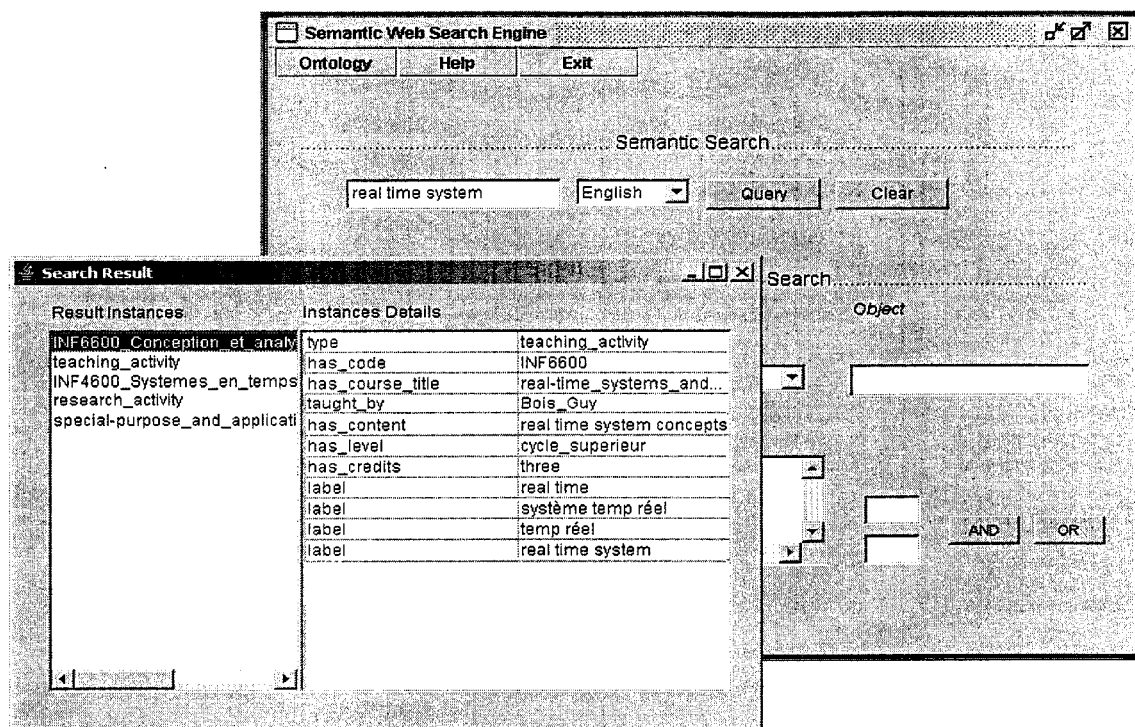 Semantic Web Search Engine
Ontology Help Exit
Semantic Search
real time system English Query Clear
Search
Object
AND OR
Search Result
Result Instances Instances Details
INF6600_Conception_et_analy
teaching_activity
INF4600_Systemes_en_temps
research_activity
special-purpose_and_applicati
type teaching_activity
has_code INF6600
has_course_title real-time_systems_and...
taught_by Bois_Guy
has_content real time system concepts
has_level cycle_superieur
has_credits three
label real time
label système temp réel
label temp réel
label real time system